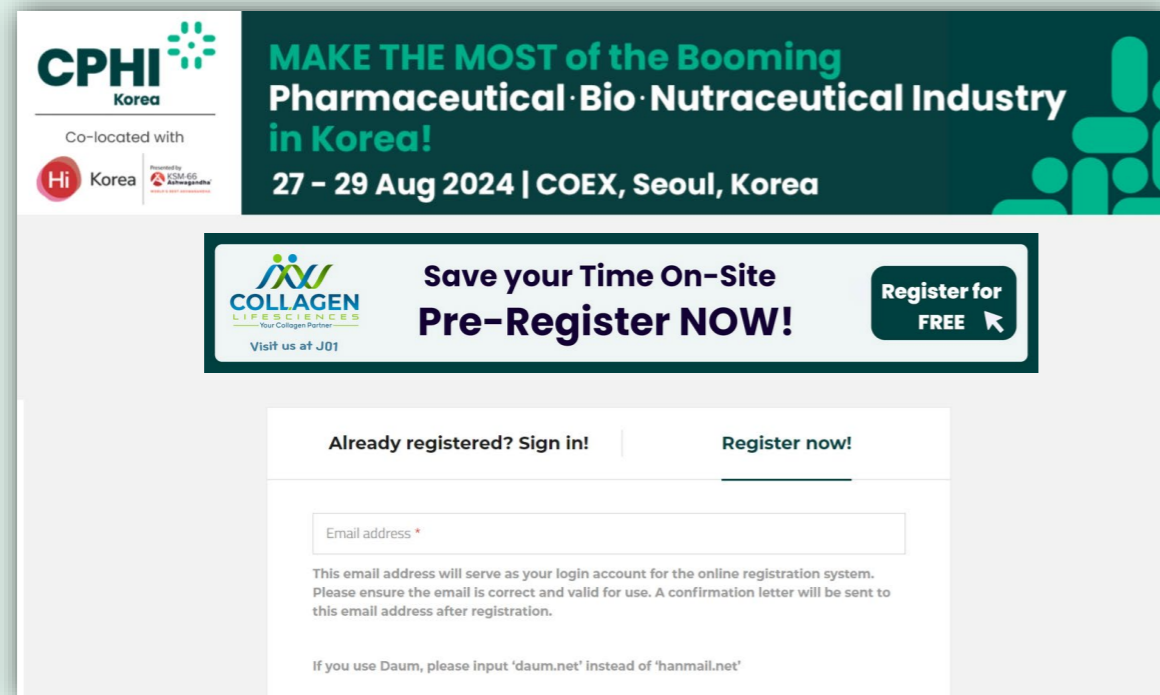 CPHI
Korea
Co-located with
Hi Korea
Presented by
KSM-66
Ashwagandha
MAKE THE MOST of the Booming
Pharmaceutical·Bio·Nutraceutical Industry
in Korea!
27 – 29 Aug 2024 | COEX, Seoul, Korea
COLLAGEN
LIFESCIENCES
Your Collagen Partner
Visit us at J01
Save your Time On-Site
Pre-Register NOW!
Register for
FREE
Already registered? Sign in!
Register now!
Email address *
This email address will serve as your login account for the online registration system.
Please ensure the email is correct and valid for use. A confirmation letter will be sent to
this email address after registration.
If you use Daum, please input ‘daum.net’ instead of ‘hanmail.net’